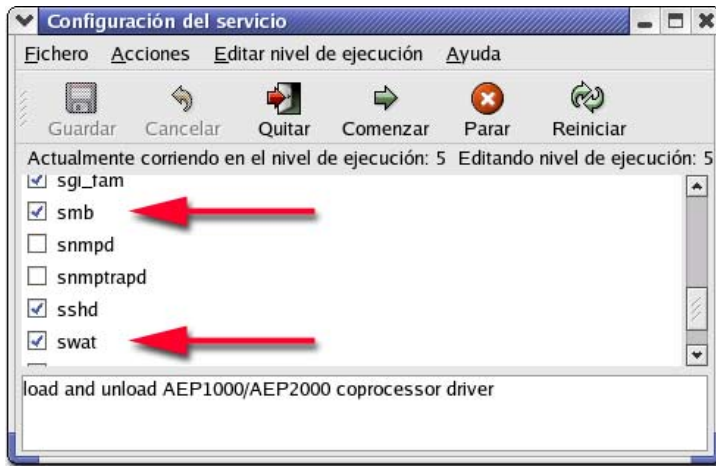 Configuración del servicio
Fichero Acciones Editar nivel de ejecución Ayuda
Guardar Cancelar Quitar Comenzar Parar Reiniciar
Actualmente corriendo en el nivel de ejecución: 5 Editando nivel de ejecución: 5
sgi_fam
smb
snmpd
snmptrapd
sshd
swat
load and unload AEP1000/AEP2000 coprocessor driver